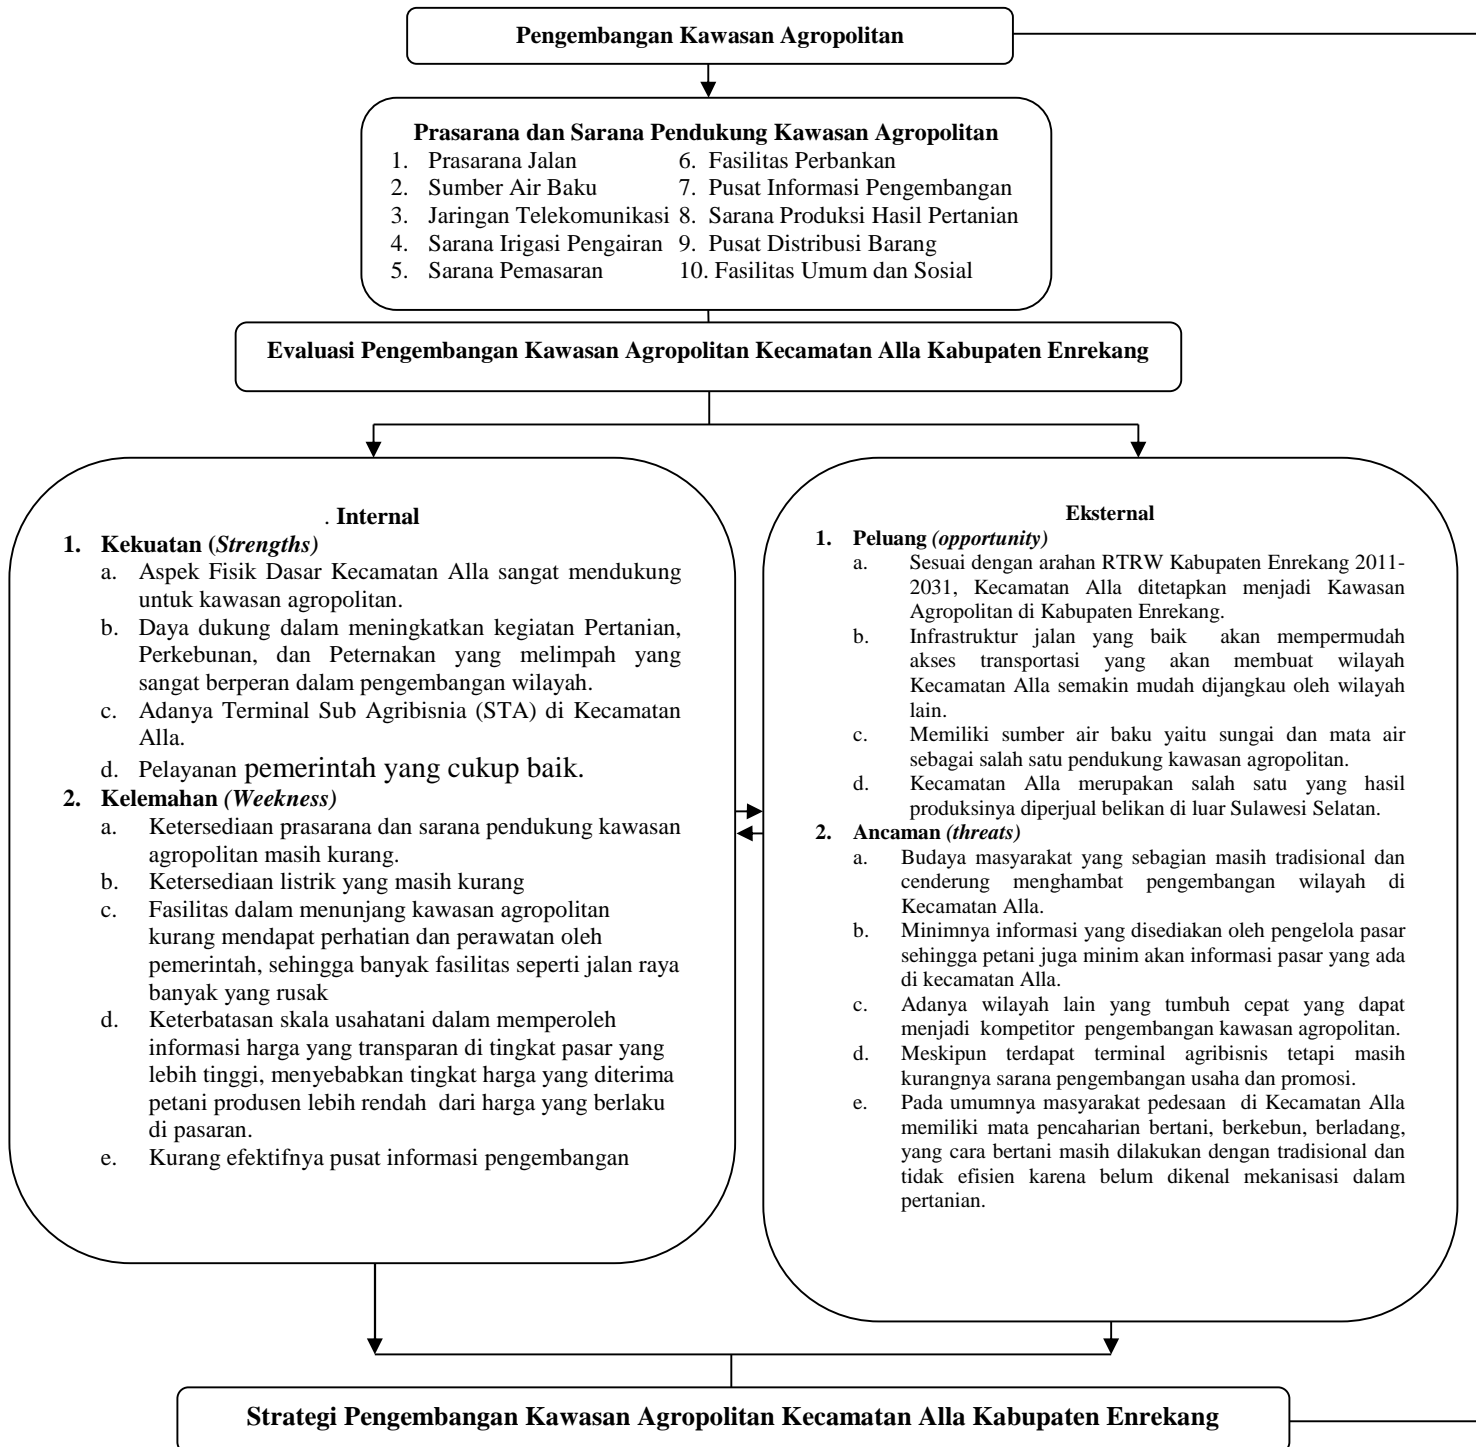 Pengembangan Kawasan Agropolitan
Prasarana dan Sarana Pendukung Kawasan Agropolitan
1. Prasarana Jalan
2. Sumber Air Baku
3. Jaringan Telekomunikasi
4. Sarana Irigasi Pengairan
5. Sarana Pemasaran
6. Fasilitas Perbankan
7. Pusat Informasi Pengembangan
8. Sarana Produksi Hasil Pertanian
9. Pusat Distribusi Barang
10. Fasilitas Umum dan Sosial
Evaluasi Pengembangan Kawasan Agropolitan Kecamatan Alla Kabupaten Enrekang
. Internal
1. Kekuatan (Strengths)
a. Aspek Fisik Dasar Kecamatan Alla sangat mendukung
untuk kawasan agropolitan.
b. Daya dukung dalam meningkatkan kegiatan Pertanian,
Perkebunan, dan Peternakan yang melimpah yang
sangat berperan dalam pengembangan wilayah.
c. Adanya Terminal Sub Agribisnia (STA) di Kecamatan
Alla.
d. Pelayanan pemerintah yang cukup baik.
2. Kelemahan (Weekness)
a. Ketersediaan prasarana dan sarana pendukung kawasan
agropolitan masih kurang.
b. Ketersediaan listrik yang masih kurang
c. Fasilitas dalam menunjang kawasan agropolitan
kurang mendapat perhatian dan perawatan oleh
pemerintah, sehingga banyak fasilitas seperti jalan raya
banyak yang rusak
d. Keterbatasan skala usahatani dalam memperoleh
informasi harga yang transparan di tingkat pasar yang
lebih tinggi, menyebabkan tingkat harga yang diterima
petani produsen lebih rendah dari harga yang berlaku
di pasaran.
e. Kurang efektifnya pusat informasi pengembangan
Eksternal
1. Peluang (opportunity)
a. Sesuai dengan arahan RTRW Kabupaten Enrekang 2011-
2031, Kecamatan Alla ditetapkan menjadi Kawasan
Agropolitan di Kabupaten Enrekang.
b. Infrastruktur jalan yang baik akan mempermudah
akses transportasi yang akan membuat wilayah
Kecamatan Alla semakin mudah dijangkau oleh wilayah
lain.
c. Memiliki sumber air baku yaitu sungai dan mata air
sebagai salah satu pendukung kawasan agropolitan.
d. Kecamatan Alla merupakan salah satu yang hasil
produksinya diperjual belikan di luar Sulawesi Selatan.
2. Ancaman (threats)
a. Budaya masyarakat yang sebagian masih tradisional dan
cenderung menghambat pengembangan wilayah di
Kecamatan Alla.
b. Minimnya informasi yang disediakan oleh pengelola pasar
sehingga petani juga minim akan informasi pasar yang ada
di kecamatan Alla.
c. Adanya wilayah lain yang tumbuh cepat yang dapat
menjadi kompetitor pengembangan kawasan agropolitan.
d. Meskipun terdapat terminal agribisnis tetapi masih
kurangnya sarana pengembangan usaha dan promosi.
e. Pada umumnya masyarakat pedesaan di Kecamatan Alla
memiliki mata pencaharian bertani, berkebun, berladang,
yang cara bertani masih dilakukan dengan tradisional dan
tidak efisien karena belum dikenal mekanisasi dalam
pertanian.
Strategi Pengembangan Kawasan Agropolitan Kecamatan Alla Kabupaten Enrekang